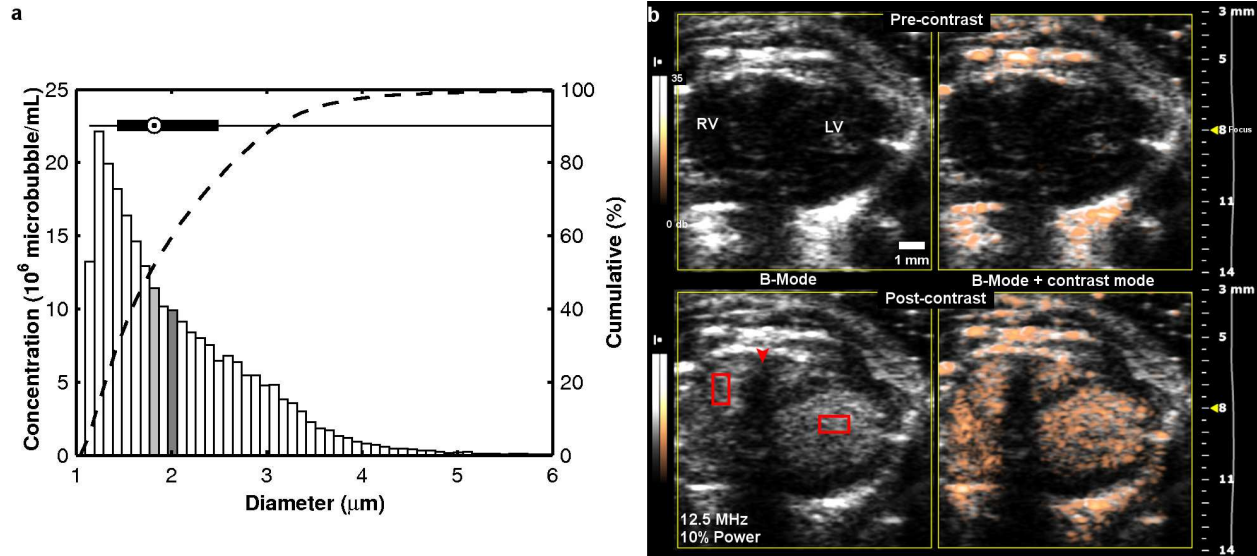 a
25
20
15
10
5
0
Concentration (10⁶ microbubble/mL)
100
80
60
40
20
0
Cumulative (%)
1 2 3 4 5 6
Diameter (μm)
b
Pre-contrast
3 mm
5
8 Focus
11
14
35
0 db
RV
LV
1 mm
B-Mode
B-Mode + contrast mode
Post-contrast
3 mm
5
8
11
14
12.5 MHz
10% Power